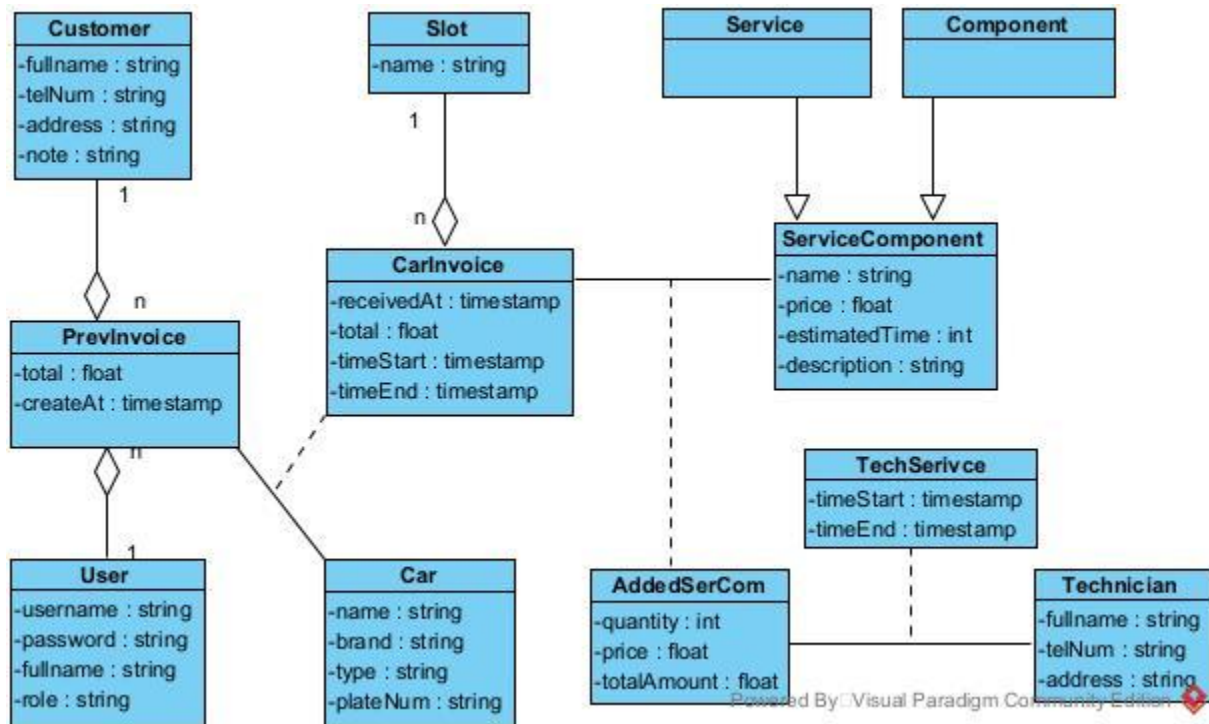 Customer
-fullname : string
-telNum : string
-address : string
-note : string
1
n
Slot
-name : string
1
n
Service
Component
ServiceComponent
-name : string
-price : float
-estimatedTime : int
-description : string
CarInvoice
-receivedAt : timestamp
-total : float
-timeStart : timestamp
-timeEnd : timestamp
PrevInvoice
-total : float
-createAt : timestamp
n
1
TechSerivce
-timeStart : timestamp
-timeEnd : timestamp
User
-username : string
-password : string
-fullname : string
-role : string
Car
-name : string
-brand : string
-type : string
-plateNum : string
AddedSerCom
-quantity : int
-price : float
-totalAmount : float
Technician
-fullname : string
-telNum : string
-address : string
Powered By Visual Paradigm Community Edition